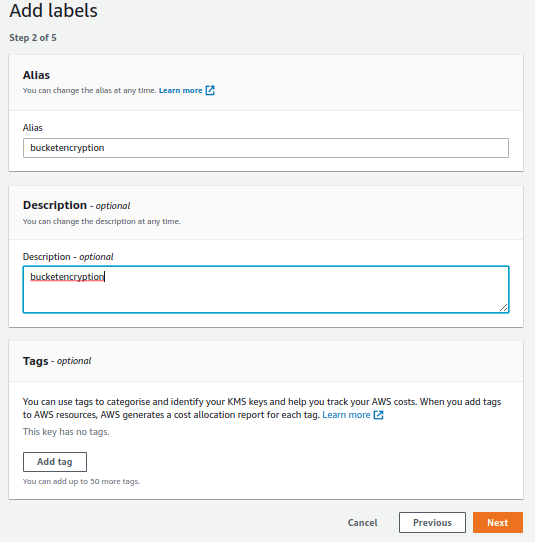 Add labels
Step 2 of 5
Alias
You can change the alias at any time. Learn more
Alias
bucketencryption
Description - optional
You can change the description at any time.
Description - optional
bucketencryption
Tags - optional
You can use tags to categorise and identify your KMS keys and help you track your AWS costs. When you add tags
to AWS resources, AWS generates a cost allocation report for each tag. Learn more
This key has no tags.
Add tag
You can add up to 50 more tags.
Cancel Previous Next